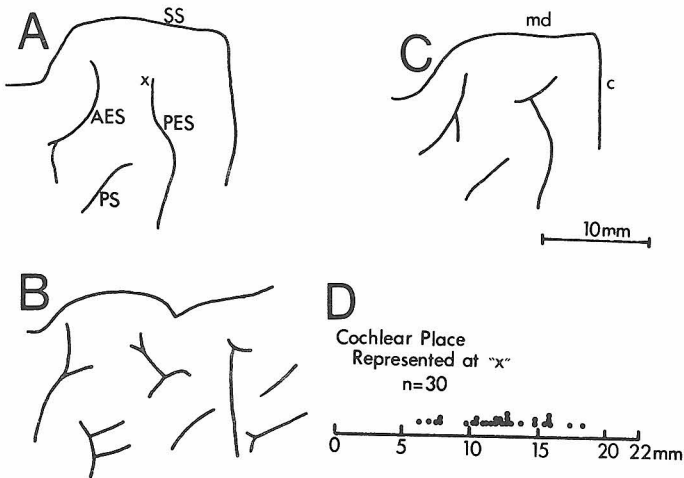 A
SS
x
AES
PES
PS
C
md
c
10mm
B
D
Cochlear Place
Represented at "x"
n=30
0 5 10 15 20 22mm